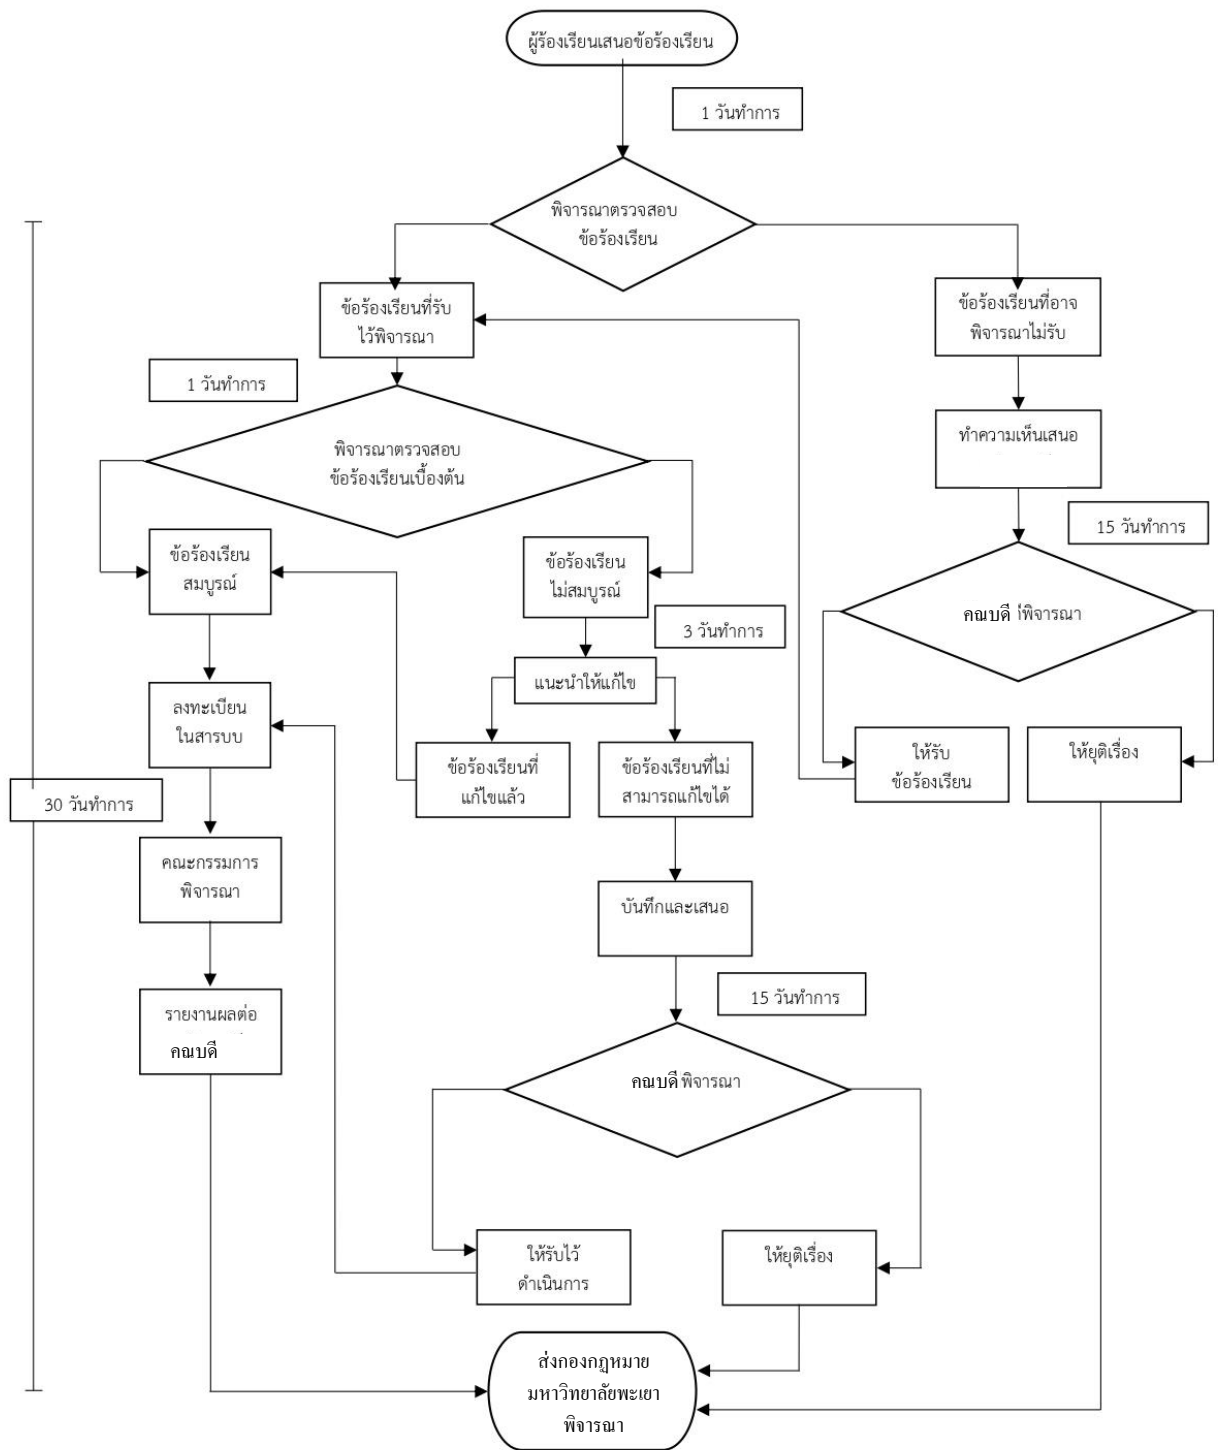 ผู้ร้องเรียนเสนอข้อร้องเรียน
1 วันทำการ
พิจารณาตรวจสอบ
ข้อร้องเรียน
ข้อร้องเรียนที่รับ
ไว้พิจารณา
ข้อร้องเรียนที่อาจ
พิจารณาไม่รับ
1 วันทำการ
พิจารณาตรวจสอบ
ข้อร้องเรียนเบื้องต้น
ทำความเห็นเสนอ
15 วันทำการ
ข้อร้องเรียน
สมบูรณ์
ข้อร้องเรียน
ไม่สมบูรณ์
3 วันทำการ
คณบดี พิจารณา
แนะนำให้แก้ไข
ลงทะเบียน
ในสารบบ
ข้อร้องเรียนที่
แก้ไขแล้ว
ข้อร้องเรียนที่ไม่
สามารถแก้ไขได้
ให้รับ
ข้อร้องเรียน
ให้ยุติเรื่อง
30 วันทำการ
คณะกรรมการ
พิจารณา
บันทึกและเสนอ
15 วันทำการ
รายงานผลต่อ
คณบดี
คณบดี พิจารณา
ให้รับไว้
ดำเนินการ
ให้ยุติเรื่อง
ส่งกองกฎหมาย
มหาวิทยาลัยพะเยา
พิจารณา